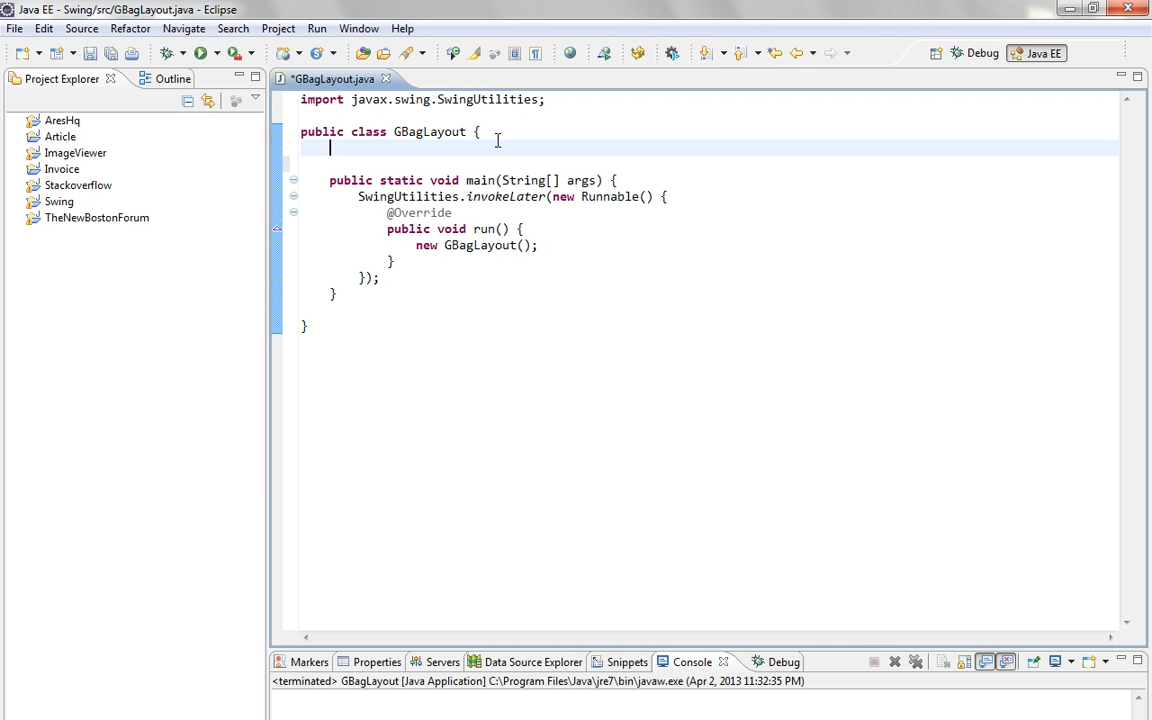 Java EE - Swing/src/GBagLayout.java - Eclipse
File Edit Source Refactor Navigate Search Project Run Window Help
Debug Java EE
Project Explorer Outline
*GBagLayout.java
AresHq
Article
ImageViewer
Invoice
Stackoverflow
Swing
TheNewBostonForum
import javax.swing.SwingUtilities;
public class GBagLayout {
public static void main(String[] args) {
SwingUtilities.invokeLater(new Runnable() {
@Override
public void run() {
new GBagLayout();
}
});
}
}
Markers Properties Servers Data Source Explorer Snippets Console Debug
<terminated> GBagLayout [Java Application] C:\Program Files\Java\jre7\bin\javaw.exe (Apr 2, 2013 11:32:35 PM)